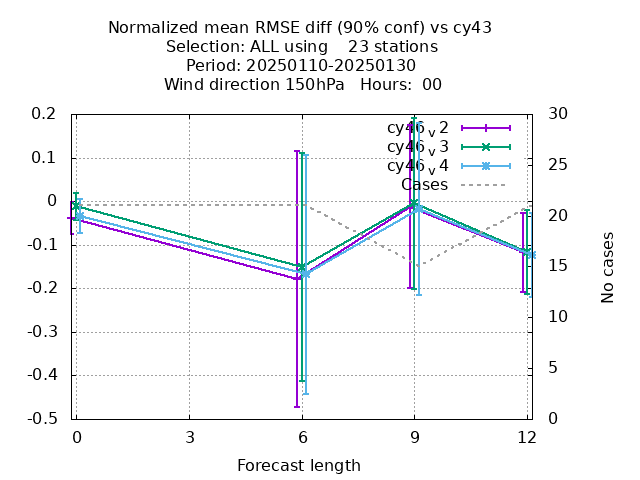 Normalized mean RMSE diff (90% conf) vs cy43
Selection: ALL using    23 stations
Period: 20250110-20250130
Wind direction 150hPa   Hours:  00
0.2
0.1
0
-0.1
-0.2
-0.3
-0.4
-0.5
30
25
20
15
10
5
0
cy46_v2
cy46_v3
cy46_v4
Cases
No cases
0 3 6 9 12
Forecast length